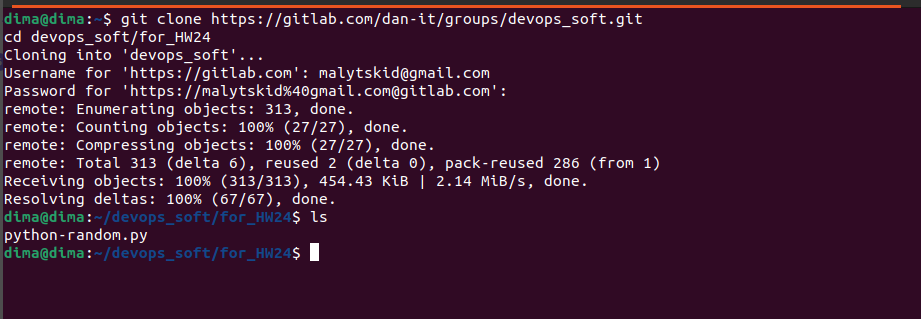 dima@dima:~$ git clone https://gitlab.com/dan-it/groups/devops_soft.git
cd devops_soft/for_HW24
Cloning into 'devops_soft'...
Username for 'https://gitlab.com': malytskid@gmail.com
Password for 'https://malytskid%40gmail.com@gitlab.com':
remote: Enumerating objects: 313, done.
remote: Counting objects: 100% (27/27), done.
remote: Compressing objects: 100% (27/27), done.
remote: Total 313 (delta 6), reused 2 (delta 0), pack-reused 286 (from 1)
Receiving objects: 100% (313/313), 454.43 KiB | 2.14 MiB/s, done.
Resolving deltas: 100% (67/67), done.
dima@dima:~/devops_soft/for_HW24$ ls
python-random.py
dima@dima:~/devops_soft/for_HW24$